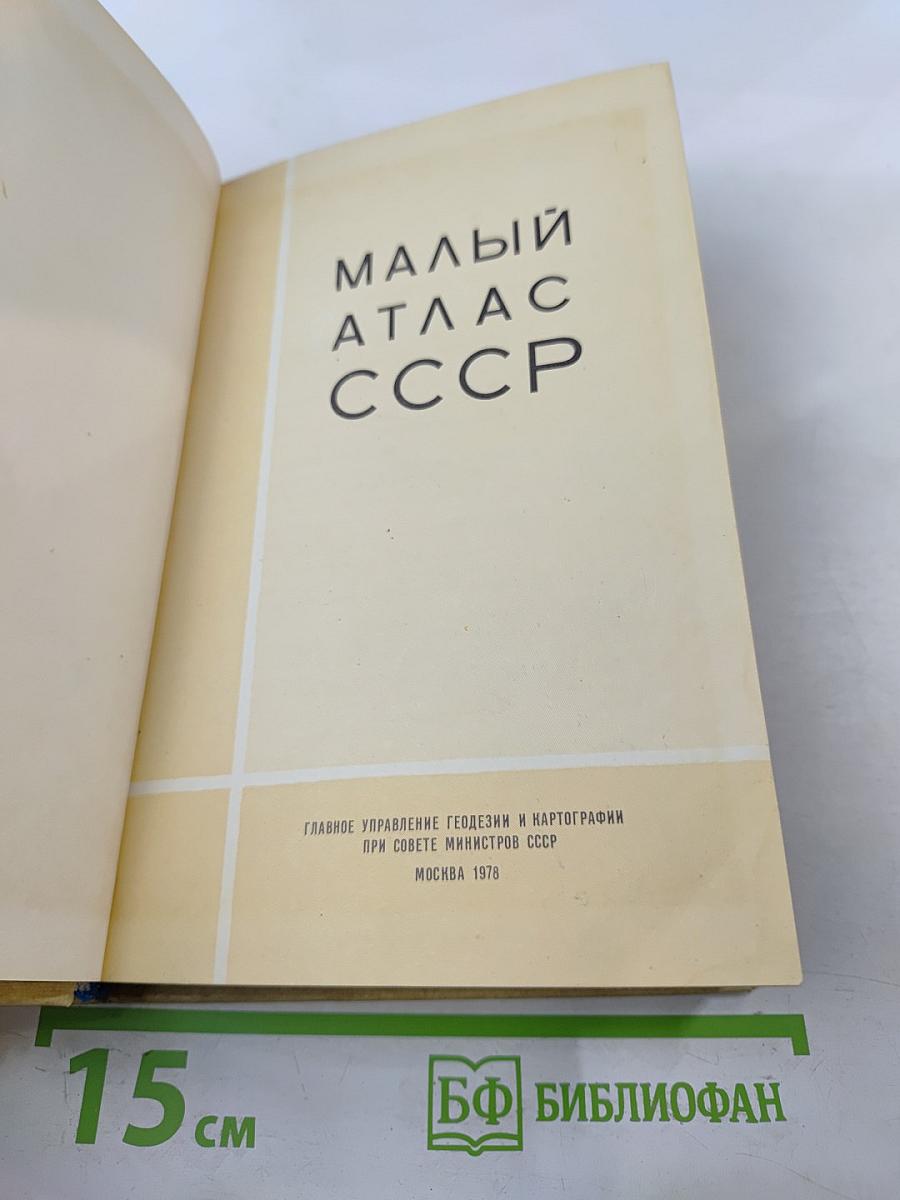 МАЛЫЙ
АТЛАС
СССР
ГЛАВНОЕ УПРАВЛЕНИЕ ГЕОДЕЗИИ И КАРТОГРАФИИ
ПРИ СОВЕТЕ МИНИСТРОВ СССР
МОСКВА 1978
15 см
БФ БИБЛИОФАН